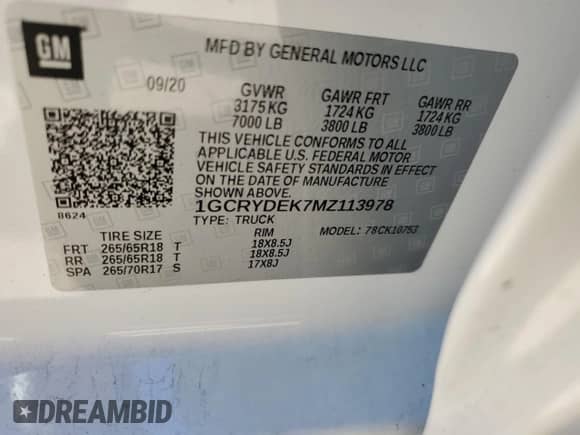 GM
MFD BY GENERAL MOTORS LLC
09/20 GVWR GAWR FRT GAWR RR
3175 KG 1724 KG 1724 KG
7000 LB 3800 LB 3800 LB
THIS VEHICLE CONFORMS TO ALL
APPLICABLE U.S. FEDERAL MOTOR
VEHICLE SAFETY STANDARDS IN EFFECT
ON THE DATE OF MANUFACTURE
SHOWN ABOVE.
8624 1GCRYDEK7MZ113978
TYPE: TRUCK MODEL: 78CK10753
TIRE SIZE RIM
FRT 265/65R18 T 18X8.5J
RR 265/65R18 T 18X8.5J
SPA 265/70R17 S 17X8J
DREAMBID